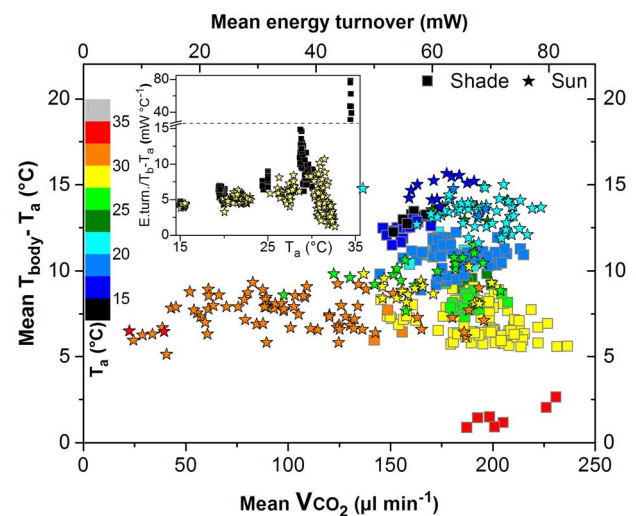 Mean energy turnover (mW)
0 20 40 60 80
Shade Sun
Mean Tbody- Ta (°C)
20
15
10
5
0
35
30
25
20
15
Ta (°C)
E.turn./Tb-Ta (mW °C⁻¹)
80
60
40
15
10
5
0
15 25 35
Ta (°C)
20
15
10
5
0
0 50 100 150 200 250
Mean VCO₂ (µl min⁻¹)